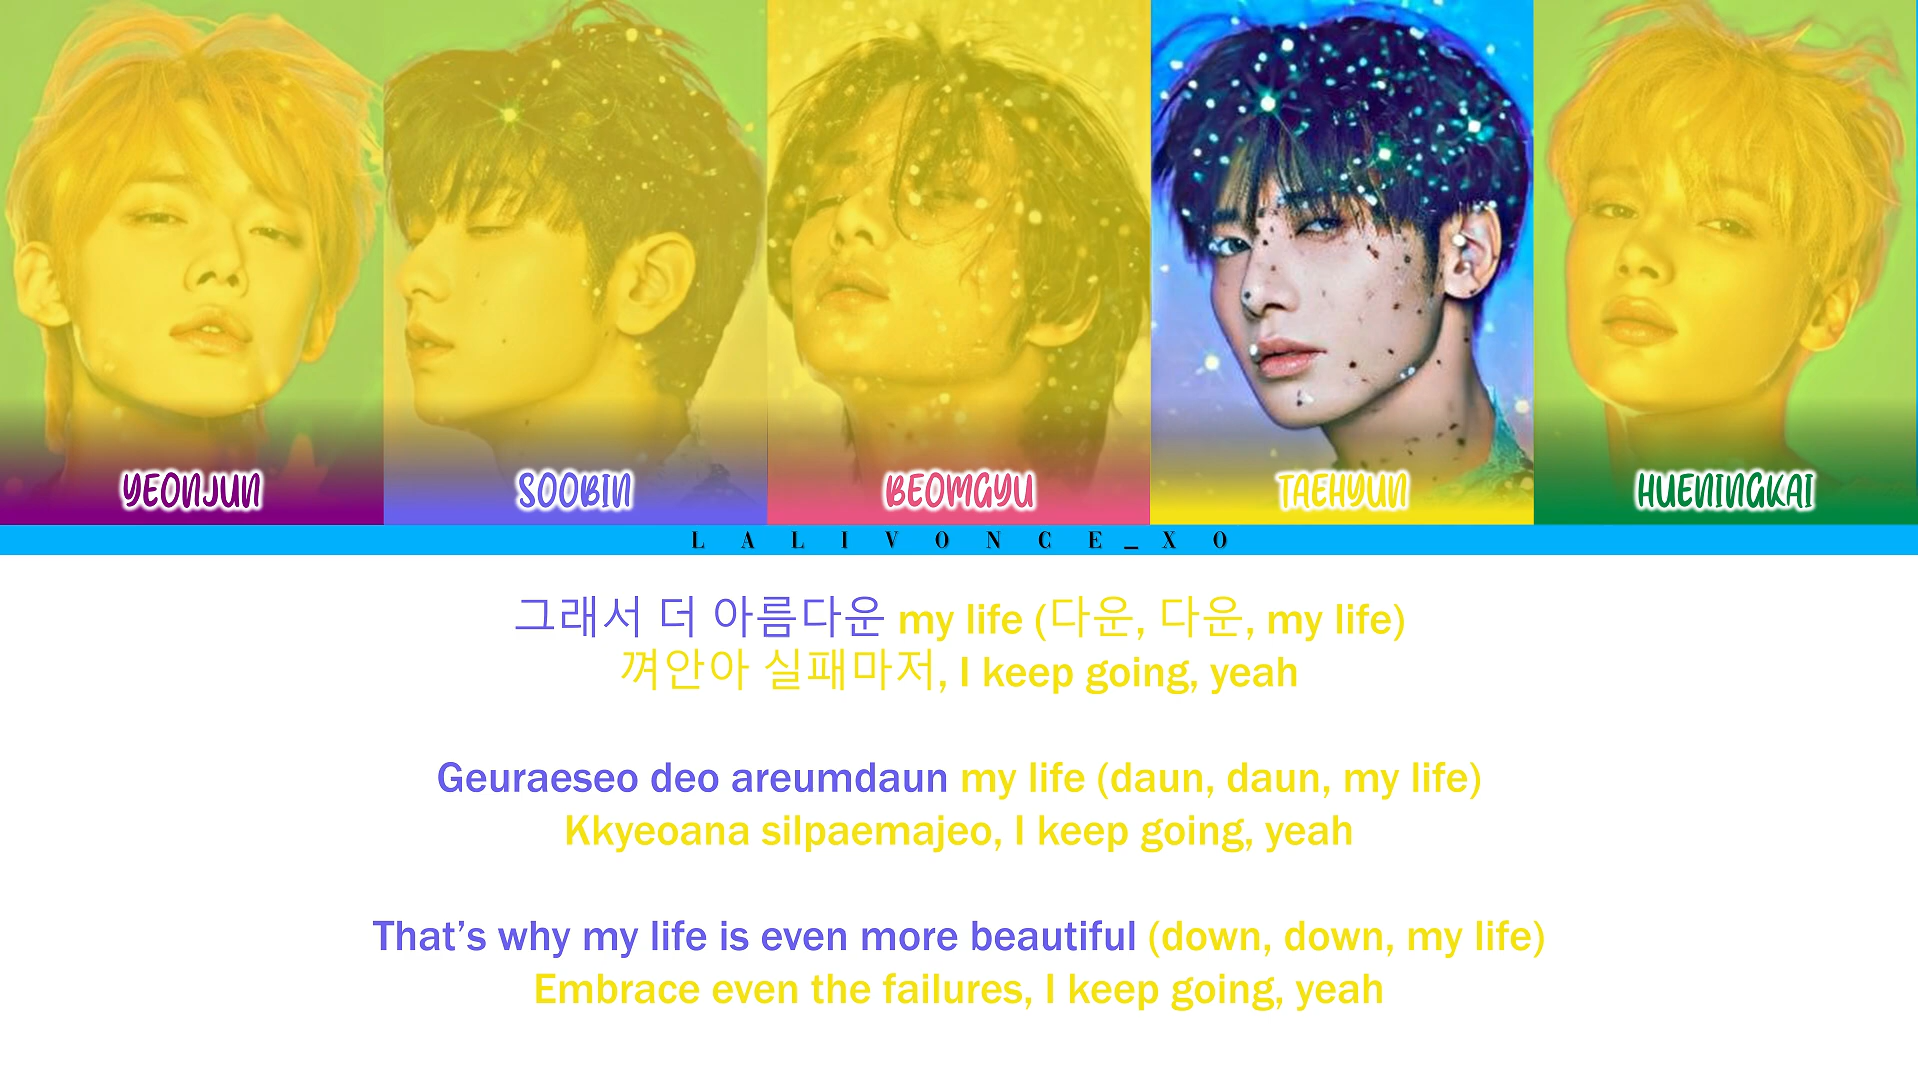 YEONJUN SOOBIN BEOMGYU TAEHYUN HUENINGKAI
LALIVONCE_XO
그래서 더 아름다운 my life (다운, 다운, my life)
껴안아 실패마저, I keep going, yeah
Geuraeseo deo areumdaun my life (daun, daun, my life)
Kkyeoana silpaemajeo, I keep going, yeah
That’s why my life is even more beautiful (down, down, my life)
Embrace even the failures, I keep going, yeah